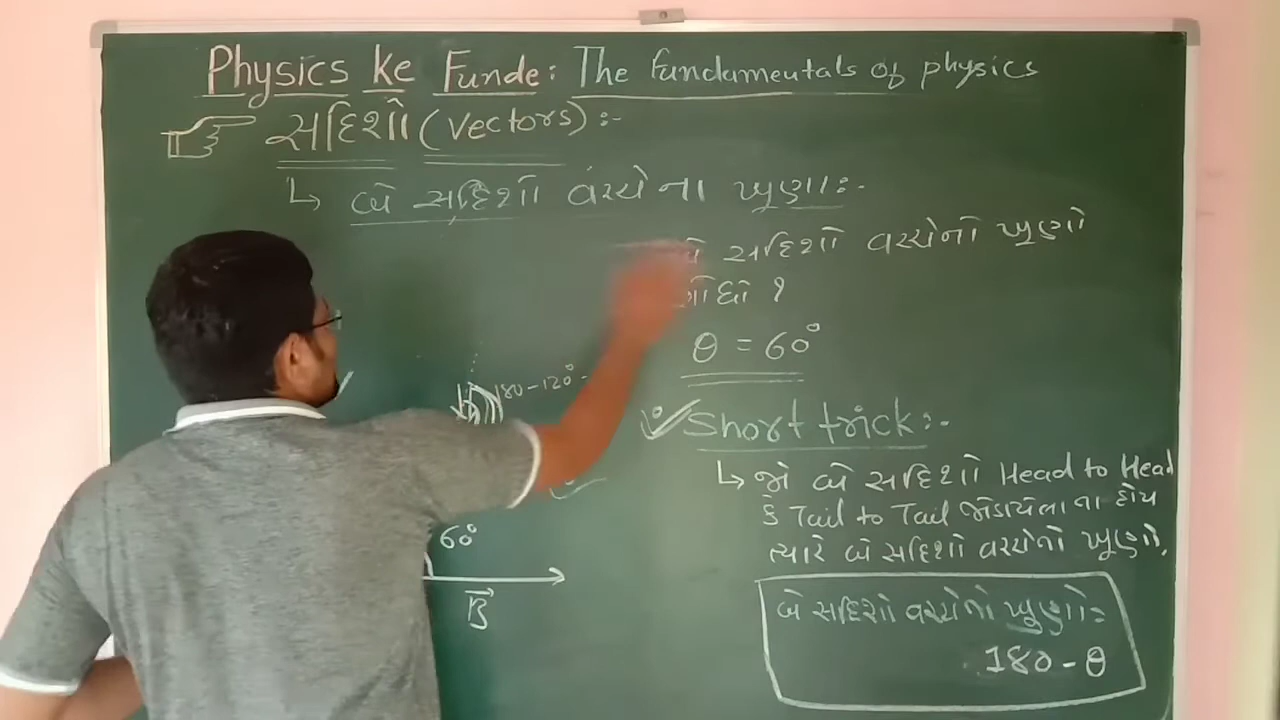 Physics ke Funde: The fundamentals of physics
સદિશો (vectors):-
↳ બે સદિશો વચ્ચેના ખૂણા:-
સદિશો વચ્ચેનો ખૂણો
શોધો ?
θ = 60°
180-120°
Short trick:-
↳ જો બે સદિશો Head to Head
કે Tail to Tail જોડાયેલા ના હોય
ત્યારે બે સદિશો વચ્ચેનો ખૂણો.
60°
B
બે સદિશો વચ્ચેનો ખૂણો=
180-θ